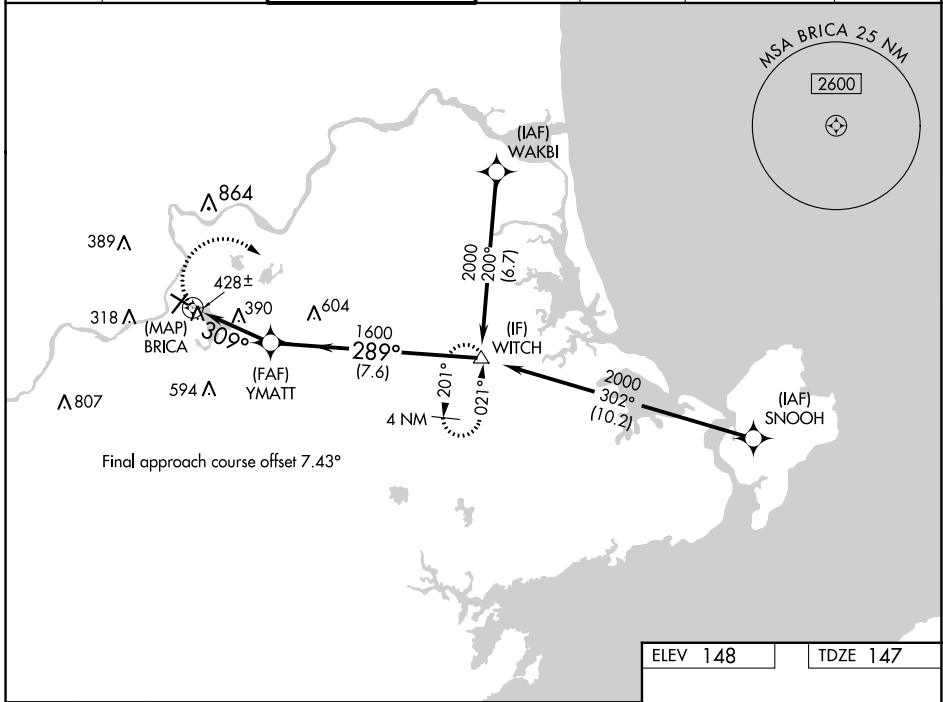 MSA BRICA 25 NM
2600
(IAF)
WAKBI
864
389
428±
2000
200°
(6.7)
318
390
604
(MAP)
BRICA
309°
1600
289°
(7.6)
(IF)
WITCH
(FAF)
YMATT
594
807
201°
021°
4 NM
2000
302°
(10.2)
(IAF)
SNOOH
Final approach course offset 7.43°
ELEV 148
TDZE 147